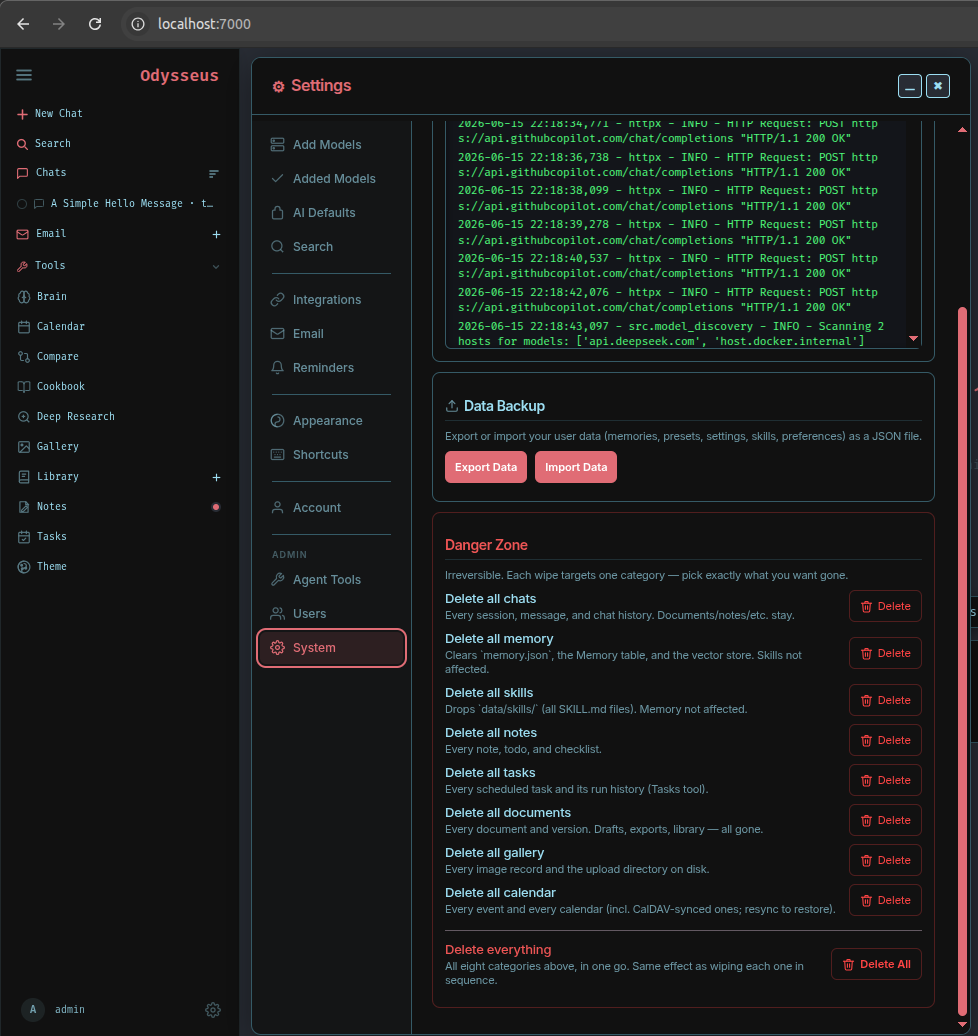 localhost:7000
Odysseus
New Chat
Search
Chats
A Simple Hello Message · t…
Email
Tools
Brain
Calendar
Compare
Cookbook
Deep Research
Gallery
Library
Notes
Tasks
Theme
A
admin
Settings
Add Models
Added Models
AI Defaults
Search
Integrations
Email
Reminders
Appearance
Shortcuts
Account
ADMIN
Agent Tools
Users
System
2026-06-15 22:18:34,771 - httpx - INFO - HTTP Request: POST http
s://api.githubcopilot.com/chat/completions "HTTP/1.1 200 OK"
2026-06-15 22:18:36,738 - httpx - INFO - HTTP Request: POST http
s://api.githubcopilot.com/chat/completions "HTTP/1.1 200 OK"
2026-06-15 22:18:38,099 - httpx - INFO - HTTP Request: POST http
s://api.githubcopilot.com/chat/completions "HTTP/1.1 200 OK"
2026-06-15 22:18:39,278 - httpx - INFO - HTTP Request: POST http
s://api.githubcopilot.com/chat/completions "HTTP/1.1 200 OK"
2026-06-15 22:18:40,537 - httpx - INFO - HTTP Request: POST http
s://api.githubcopilot.com/chat/completions "HTTP/1.1 200 OK"
2026-06-15 22:18:42,076 - httpx - INFO - HTTP Request: POST http
s://api.githubcopilot.com/chat/completions "HTTP/1.1 200 OK"
2026-06-15 22:18:43,097 - src.model_discovery - INFO - Scanning 2
hosts for models: ['api.deepseek.com', 'host.docker.internal']
Data Backup
Export or import your user data (memories, presets, settings, skills, preferences) as a JSON file.
Export Data
Import Data
Danger Zone
Irreversible. Each wipe targets one category — pick exactly what you want gone.
Delete all chats
Every session, message, and chat history. Documents/notes/etc. stay.
Delete
Delete all memory
Clears `memory.json`, the Memory table, and the vector store. Skills not
affected.
Delete
Delete all skills
Drops `data/skills/` (all SKILL.md files). Memory not affected.
Delete
Delete all notes
Every note, todo, and checklist.
Delete
Delete all tasks
Every scheduled task and its run history (Tasks tool).
Delete
Delete all documents
Every document and version. Drafts, exports, library — all gone.
Delete
Delete all gallery
Every image record and the upload directory on disk.
Delete
Delete all calendar
Every event and every calendar (incl. CalDAV-synced ones; resync to restore).
Delete
Delete everything
All eight categories above, in one go. Same effect as wiping each one in
sequence.
Delete All